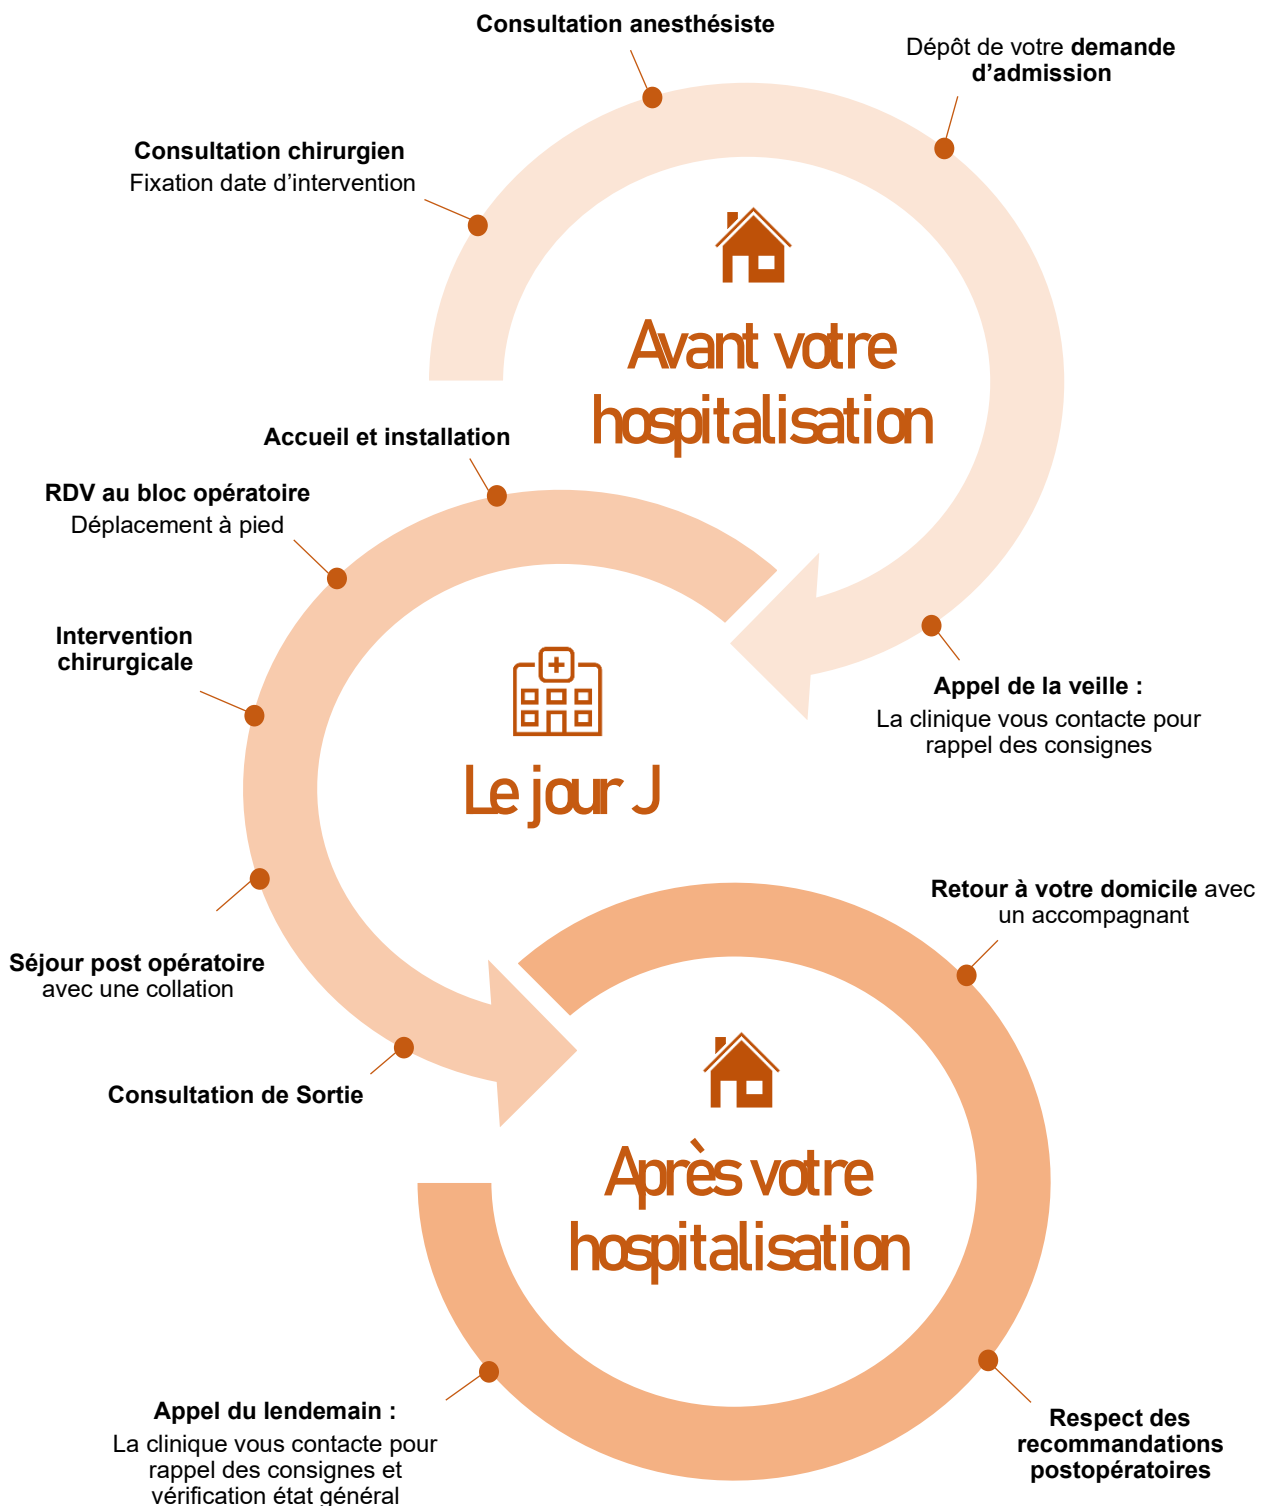 Consultation anesthésiste
Dépôt de votre demande
d’admission
Consultation chirurgien
Fixation date d’intervention
Avant votre
hospitalisation
Appel de la veille :
La clinique vous contacte pour
rappel des consignes
Accueil et installation
RDV au bloc opératoire
Déplacement à pied
Intervention
chirurgicale
Le jour J
Séjour post opératoire
avec une collation
Consultation de Sortie
Retour à votre domicile avec
un accompagnant
Après votre
hospitalisation
Respect des
recommandations
postopératoires
Appel du lendemain :
La clinique vous contacte pour
rappel des consignes et
vérification état général